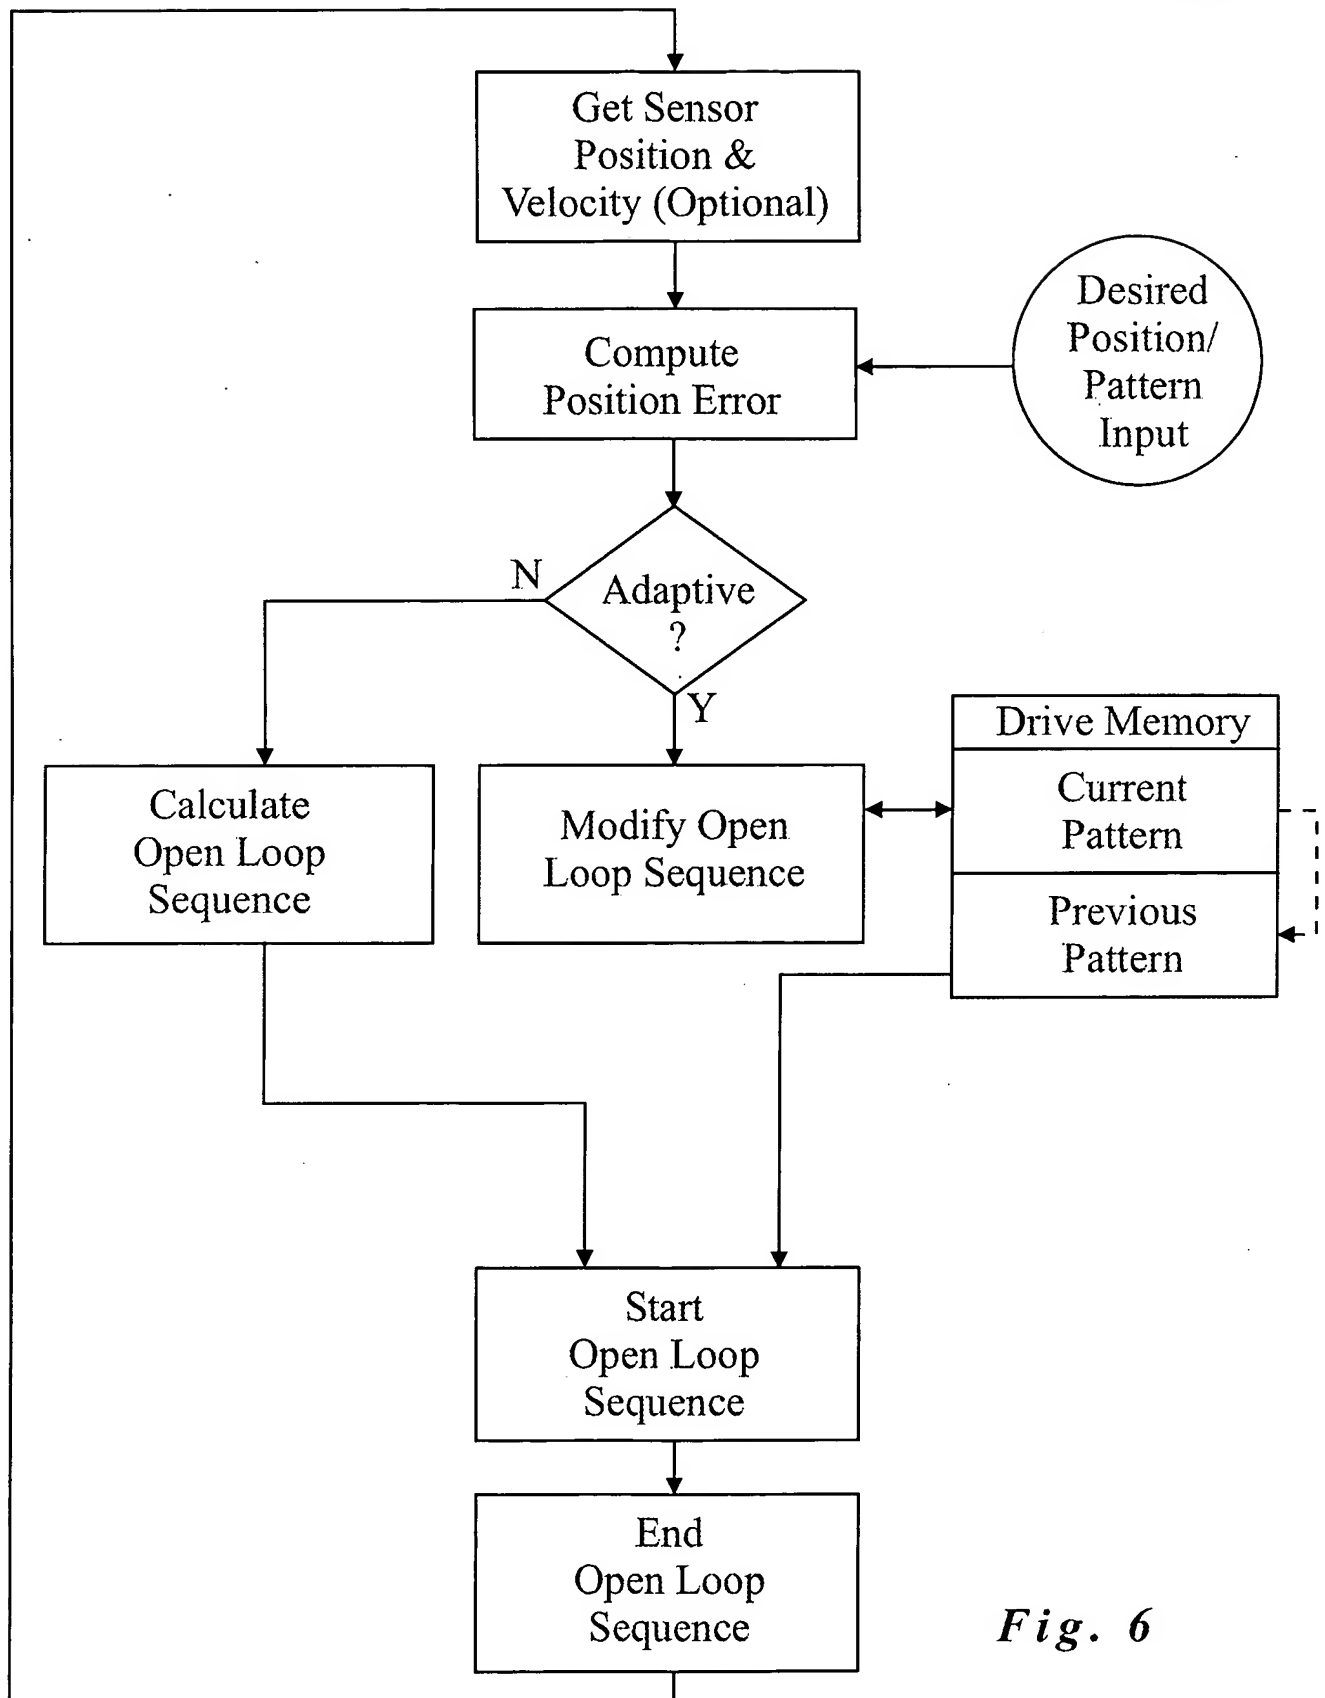 Get Sensor
Position &
Velocity (Optional)
Compute
Position Error
Desired
Position/
Pattern
Input
Adaptive
?
N
Y
Calculate
Open Loop
Sequence
Modify Open
Loop Sequence
Drive Memory
Current
Pattern
Previous
Pattern
Start
Open Loop
Sequence
End
Open Loop
Sequence
Fig. 6